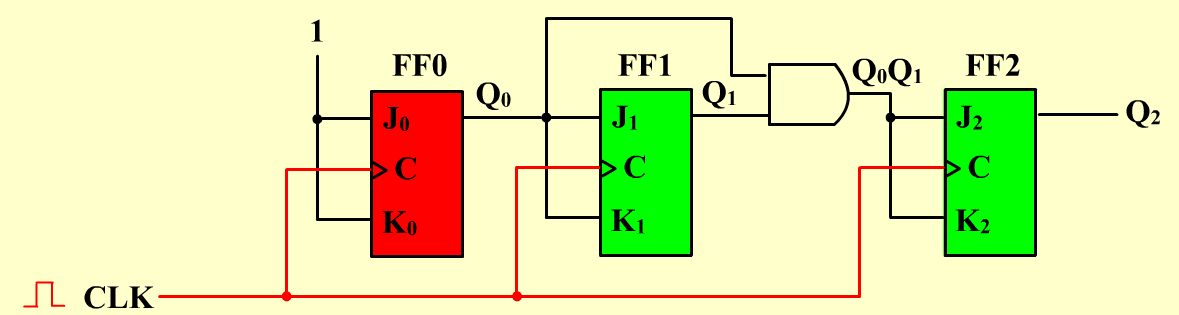 1
FF0
FF1
FF2
Q₀
Q₁
Q₀Q₁
J₀
J₁
J₂
Q₂
C
C
C
K₀
K₁
K₂
CLK